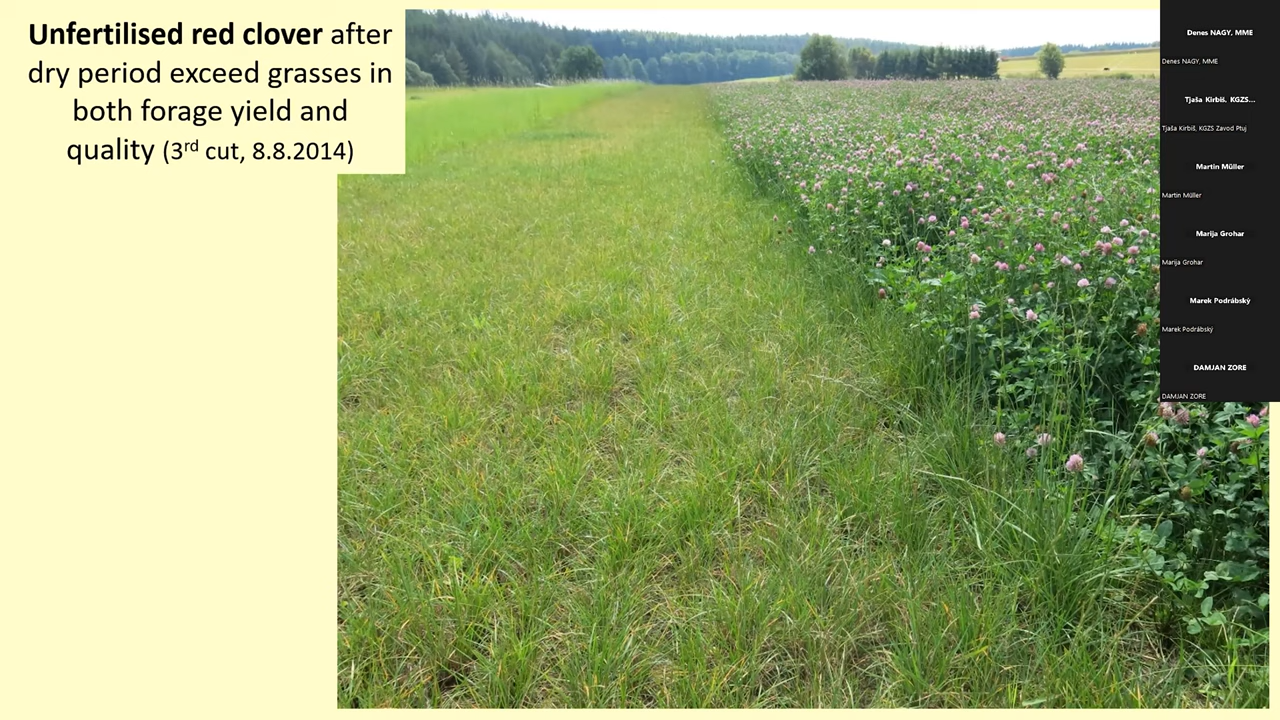 Unfertilised red clover after
dry period exceed grasses in
both forage yield and
quality (3rd cut, 8.8.2014)
Denes NAGY, MME
Denes NAGY, MME
Tjaša Kirbiš, KGZS...
Tjaša Kirbiš, KGZS Zavod Ptuj
Martin Müller
Martin Müller
Marija Grohar
Marija Grohar
Marek Podrábský
Marek Podrábský
DAMJAN ZORE
DAMJAN ZORE